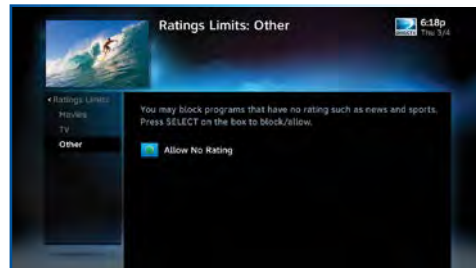 Ratings Limits: Other
DIRECTV
6:18p
Thu 3/4
Ratings Limits
Movies
TV
Other
You may block programs that have no rating such as news and sports.
Press SELECT on the box to block/allow.
Allow No Rating